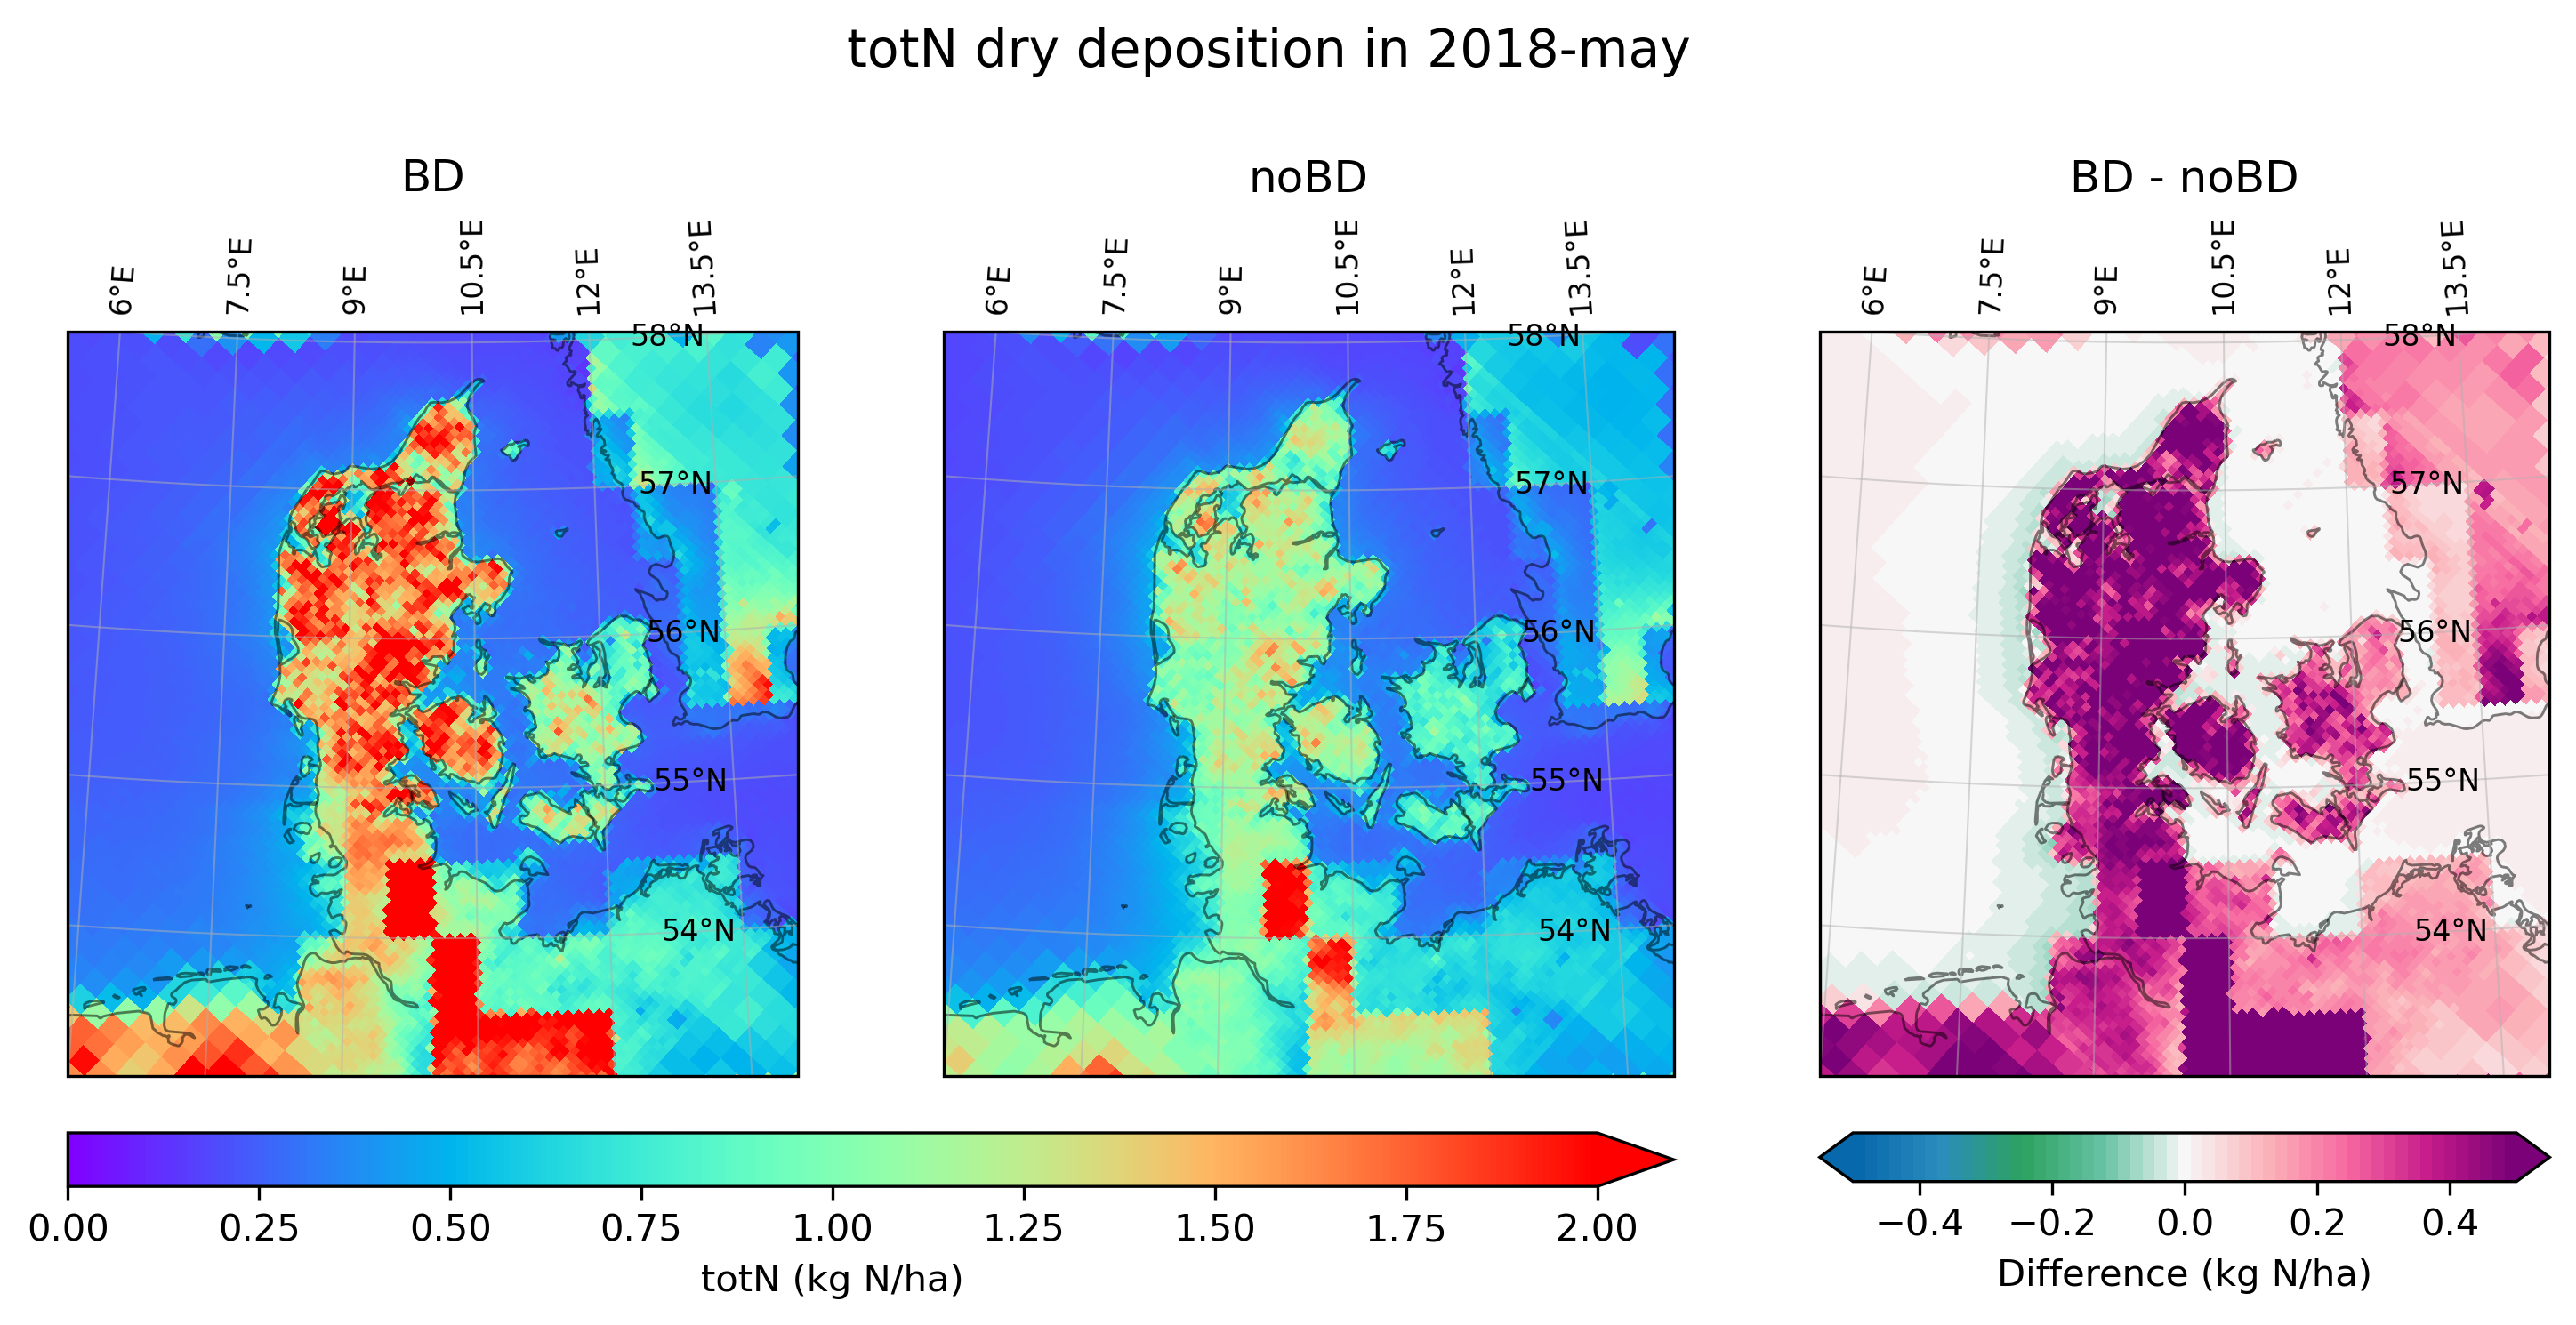 totN dry deposition in 2018-may
BD
noBD
BD - noBD
6°E 7.5°E 9°E 10.5°E 12°E 13.5°E
6°E 7.5°E 9°E 10.5°E 12°E 13.5°E
6°E 7.5°E 9°E 10.5°E 12°E 13.5°E
58°N 58°N 58°N
57°N 57°N 57°N
56°N 56°N 56°N
55°N 55°N 55°N
54°N 54°N 54°N
0.00 0.25 0.50 0.75 1.00 1.25 1.50 1.75 2.00
totN (kg N/ha)
−0.4 −0.2 0.0 0.2 0.4
Difference (kg N/ha)